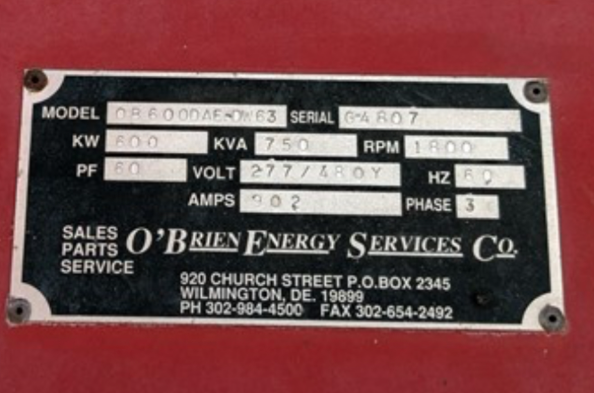 MODEL OB600DAE-DW63 SERIAL G-4807
KW 600 KVA 750 RPM 1800
PF 60 VOLT 277/480Y HZ 60
AMPS 902 PHASE 3
SALES
PARTS
SERVICE
O'BRIEN ENERGY SERVICES CO.
920 CHURCH STREET P.O.BOX 2345
WILMINGTON, DE. 19899
PH 302-984-4500 FAX 302-654-2492